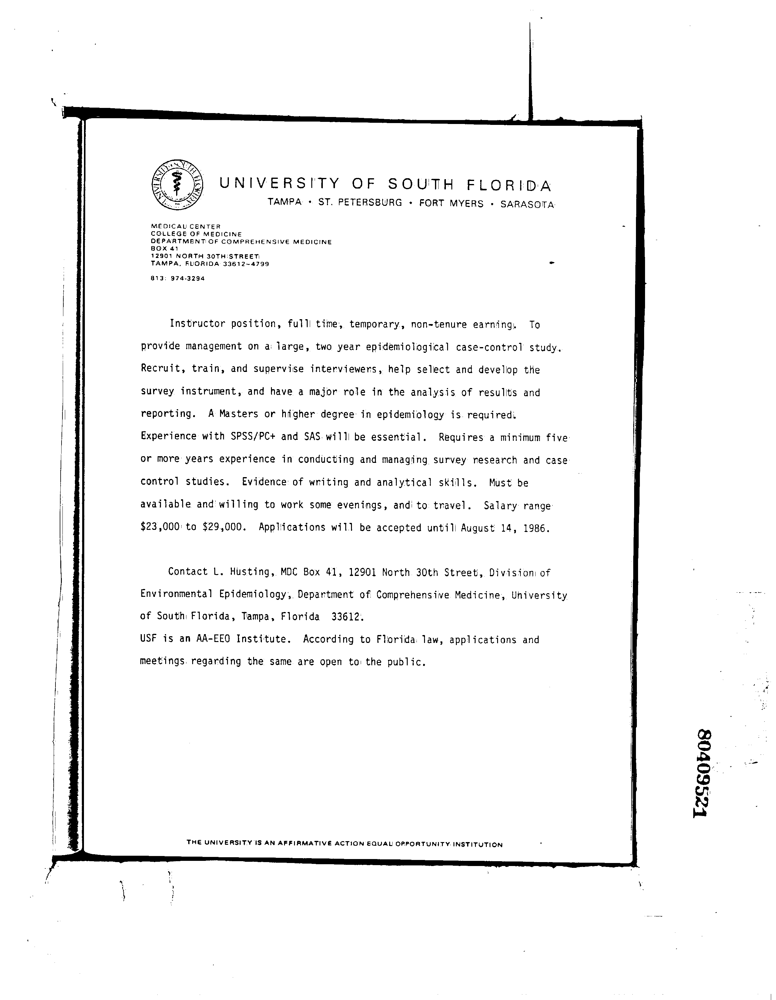 UNIVERSITY OF SOUTH FLORIDA
TAMPA • ST. PETERSBURG • FORT MYERS • SARASOTA
MEDICAL CENTER
COLLEGE OF MEDICINE
DEPARTMENT OF COMPREHENSIVE MEDICINE
BOX 41
12901 NORTH 30TH STREET
TAMPA, FLORIDA 33612-4799
813: 974-3294
Instructor position, full time, temporary, non-tenure earning. To
provide management on a large, two year epidemiological case-control study.
Recruit, train, and supervise interviewers, help select and develop the
survey instrument, and have a major role in the analysis of results and
reporting. A Masters or higher degree in epidemiology is required.
Experience with SPSS/PC+ and SAS will be essential. Requires a minimum five
or more years experience in conducting and managing survey research and case
control studies. Evidence of writing and analytical skills. Must be
available and willing to work some evenings, and to travel. Salary range
$23,000 to $29,000. Applications will be accepted until August 14, 1986.
Contact L. Husting, MDC Box 41, 12901 North 30th Street, Division of
Environmental Epidemiology, Department of Comprehensive Medicine, University
of South Florida, Tampa, Florida 33612.
USF is an AA-EEO Institute. According to Florida law, applications and
meetings regarding the same are open to the public.
80409521
THE UNIVERSITY IS AN AFFIRMATIVE ACTION EQUAL OPPORTUNITY INSTITUTION